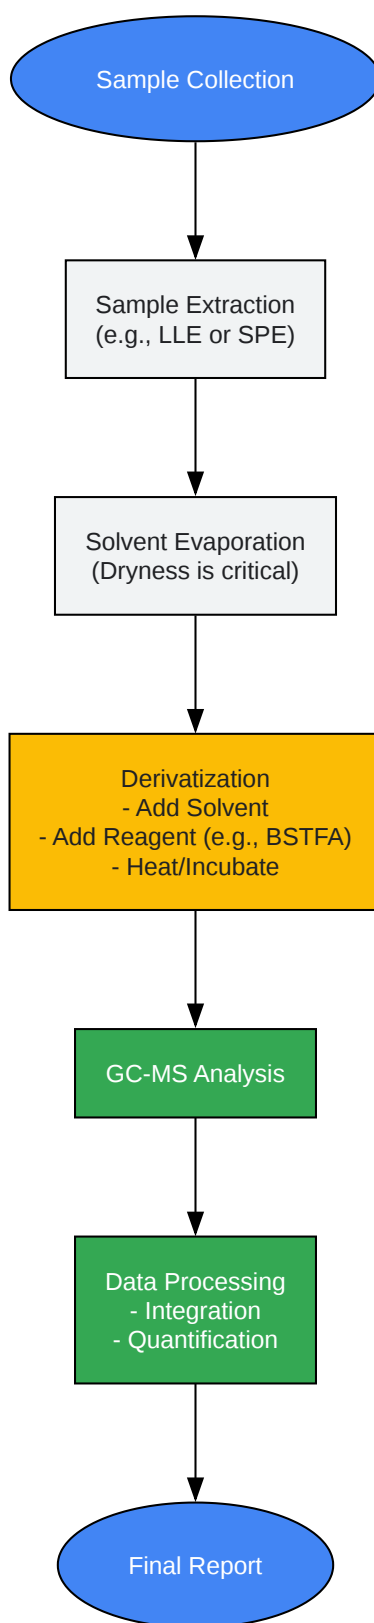 Sample Collection
Sample Extraction
(e.g., LLE or SPE)
Solvent Evaporation
(Dryness is critical)
Derivatization
- Add Solvent
- Add Reagent (e.g., BSTFA)
- Heat/Incubate
GC-MS Analysis
Data Processing
- Integration
- Quantification
Final Report